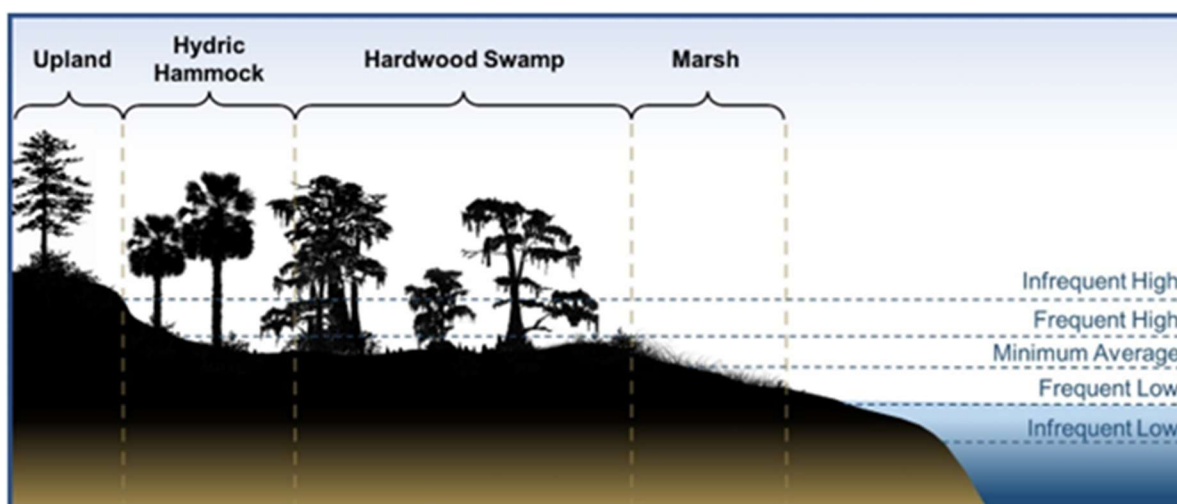 Upland
Hydric
Hammock
Hardwood Swamp
Marsh
Infrequent High
Frequent High
Minimum Average
Frequent Low
Infrequent Low